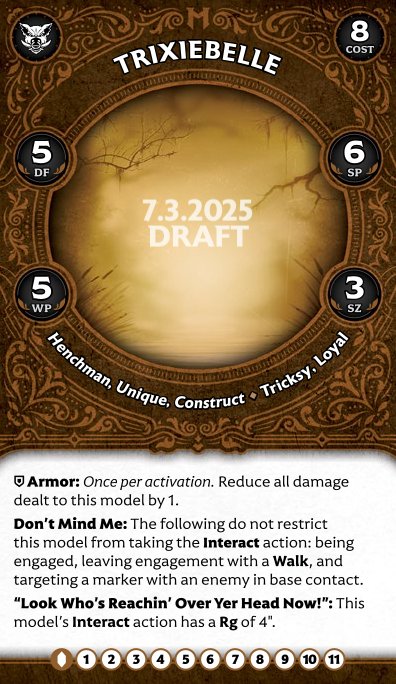 TRIXIEBELLE
8
COST
5
DF
6
SP
7.3.2025
DRAFT
5
WP
3
SZ
Henchman, Unique, Construct ◆ Tricksy, Loyal
Armor: Once per activation. Reduce all damage
dealt to this model by 1.
Don’t Mind Me: The following do not restrict
this model from taking the Interact action: being
engaged, leaving engagement with a Walk, and
targeting a marker with an enemy in base contact.
“Look Who’s Reachin’ Over Yer Head Now!”: This
model’s Interact action has a Rg of 4".
1 2 3 4 5 6 7 8 9 10 11